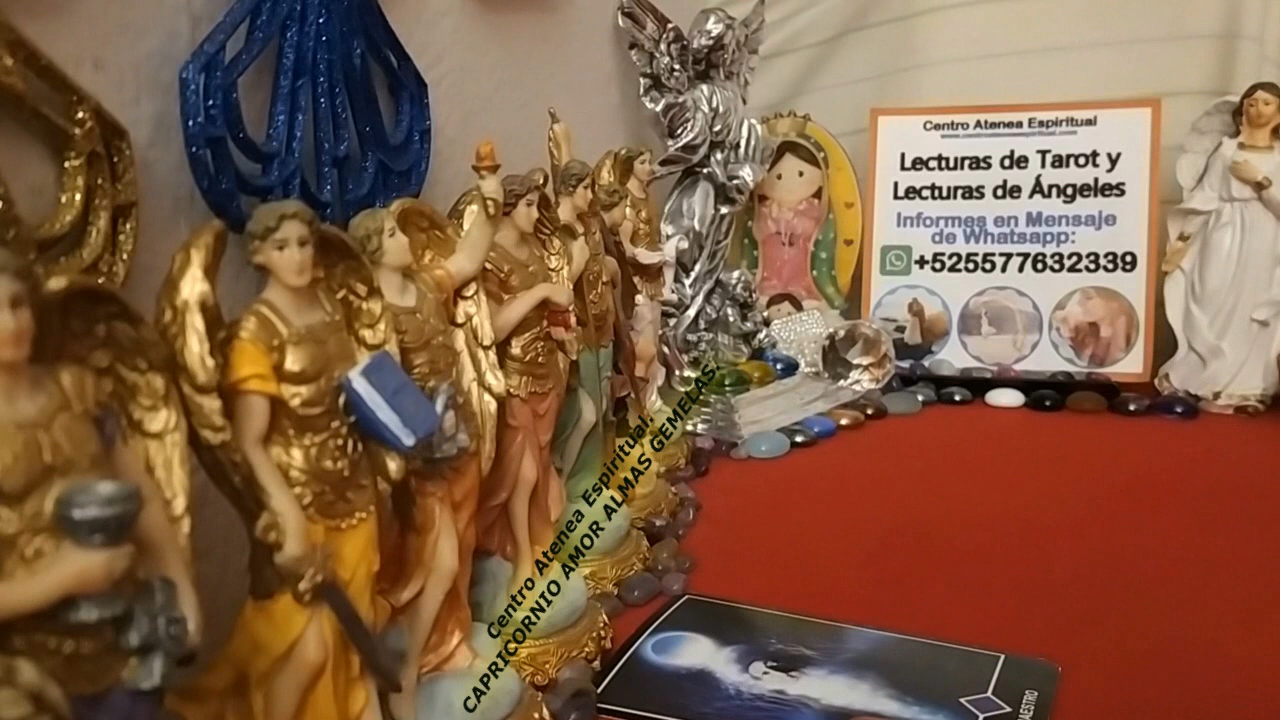 Centro Atenea Espiritual
Lecturas de Tarot y
Lecturas de Ángeles
Informes en Mensaje
de Whatsapp:
+525577632339
Centro Atenea Espiritual.
CAPRICORNIO AMOR ALMAS GEMELAS.